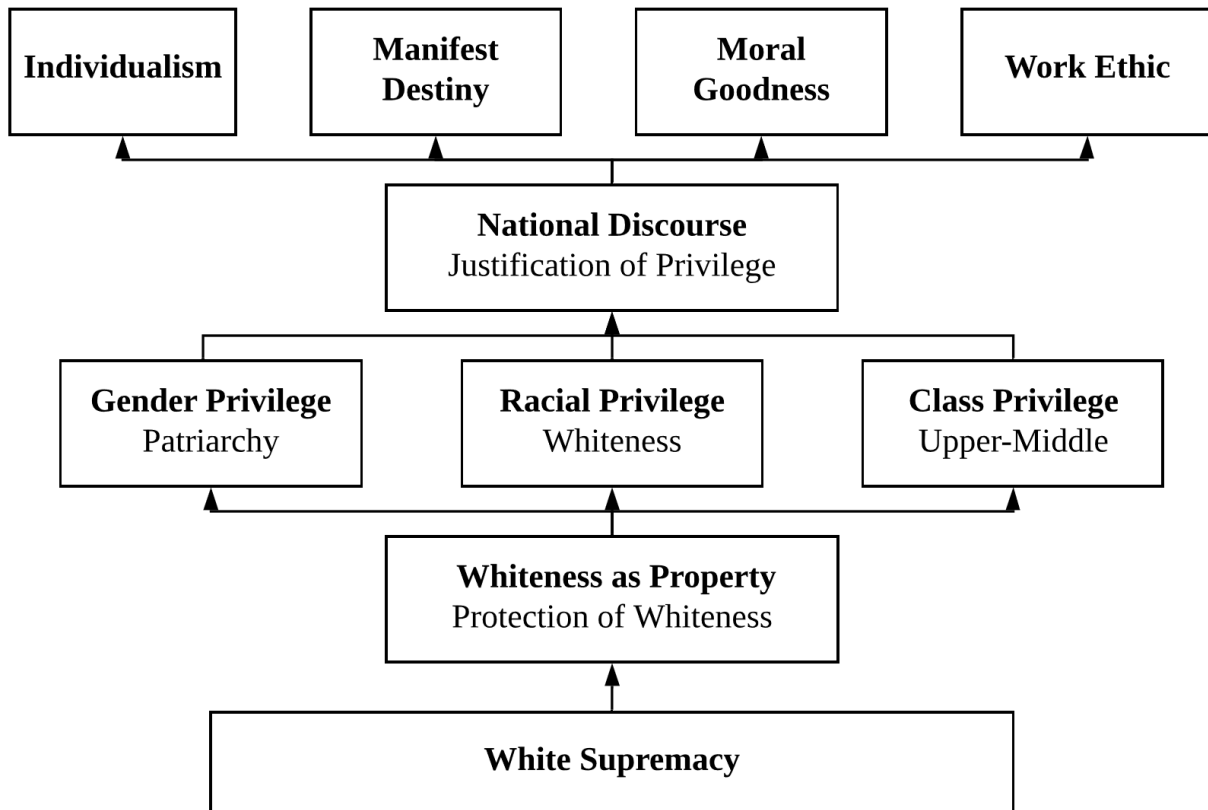 Individualism
Manifest
Destiny
Moral
Goodness
Work Ethic
National Discourse
Justification of Privilege
Gender Privilege
Patriarchy
Racial Privilege
Whiteness
Class Privilege
Upper-Middle
Whiteness as Property
Protection of Whiteness
White Supremacy